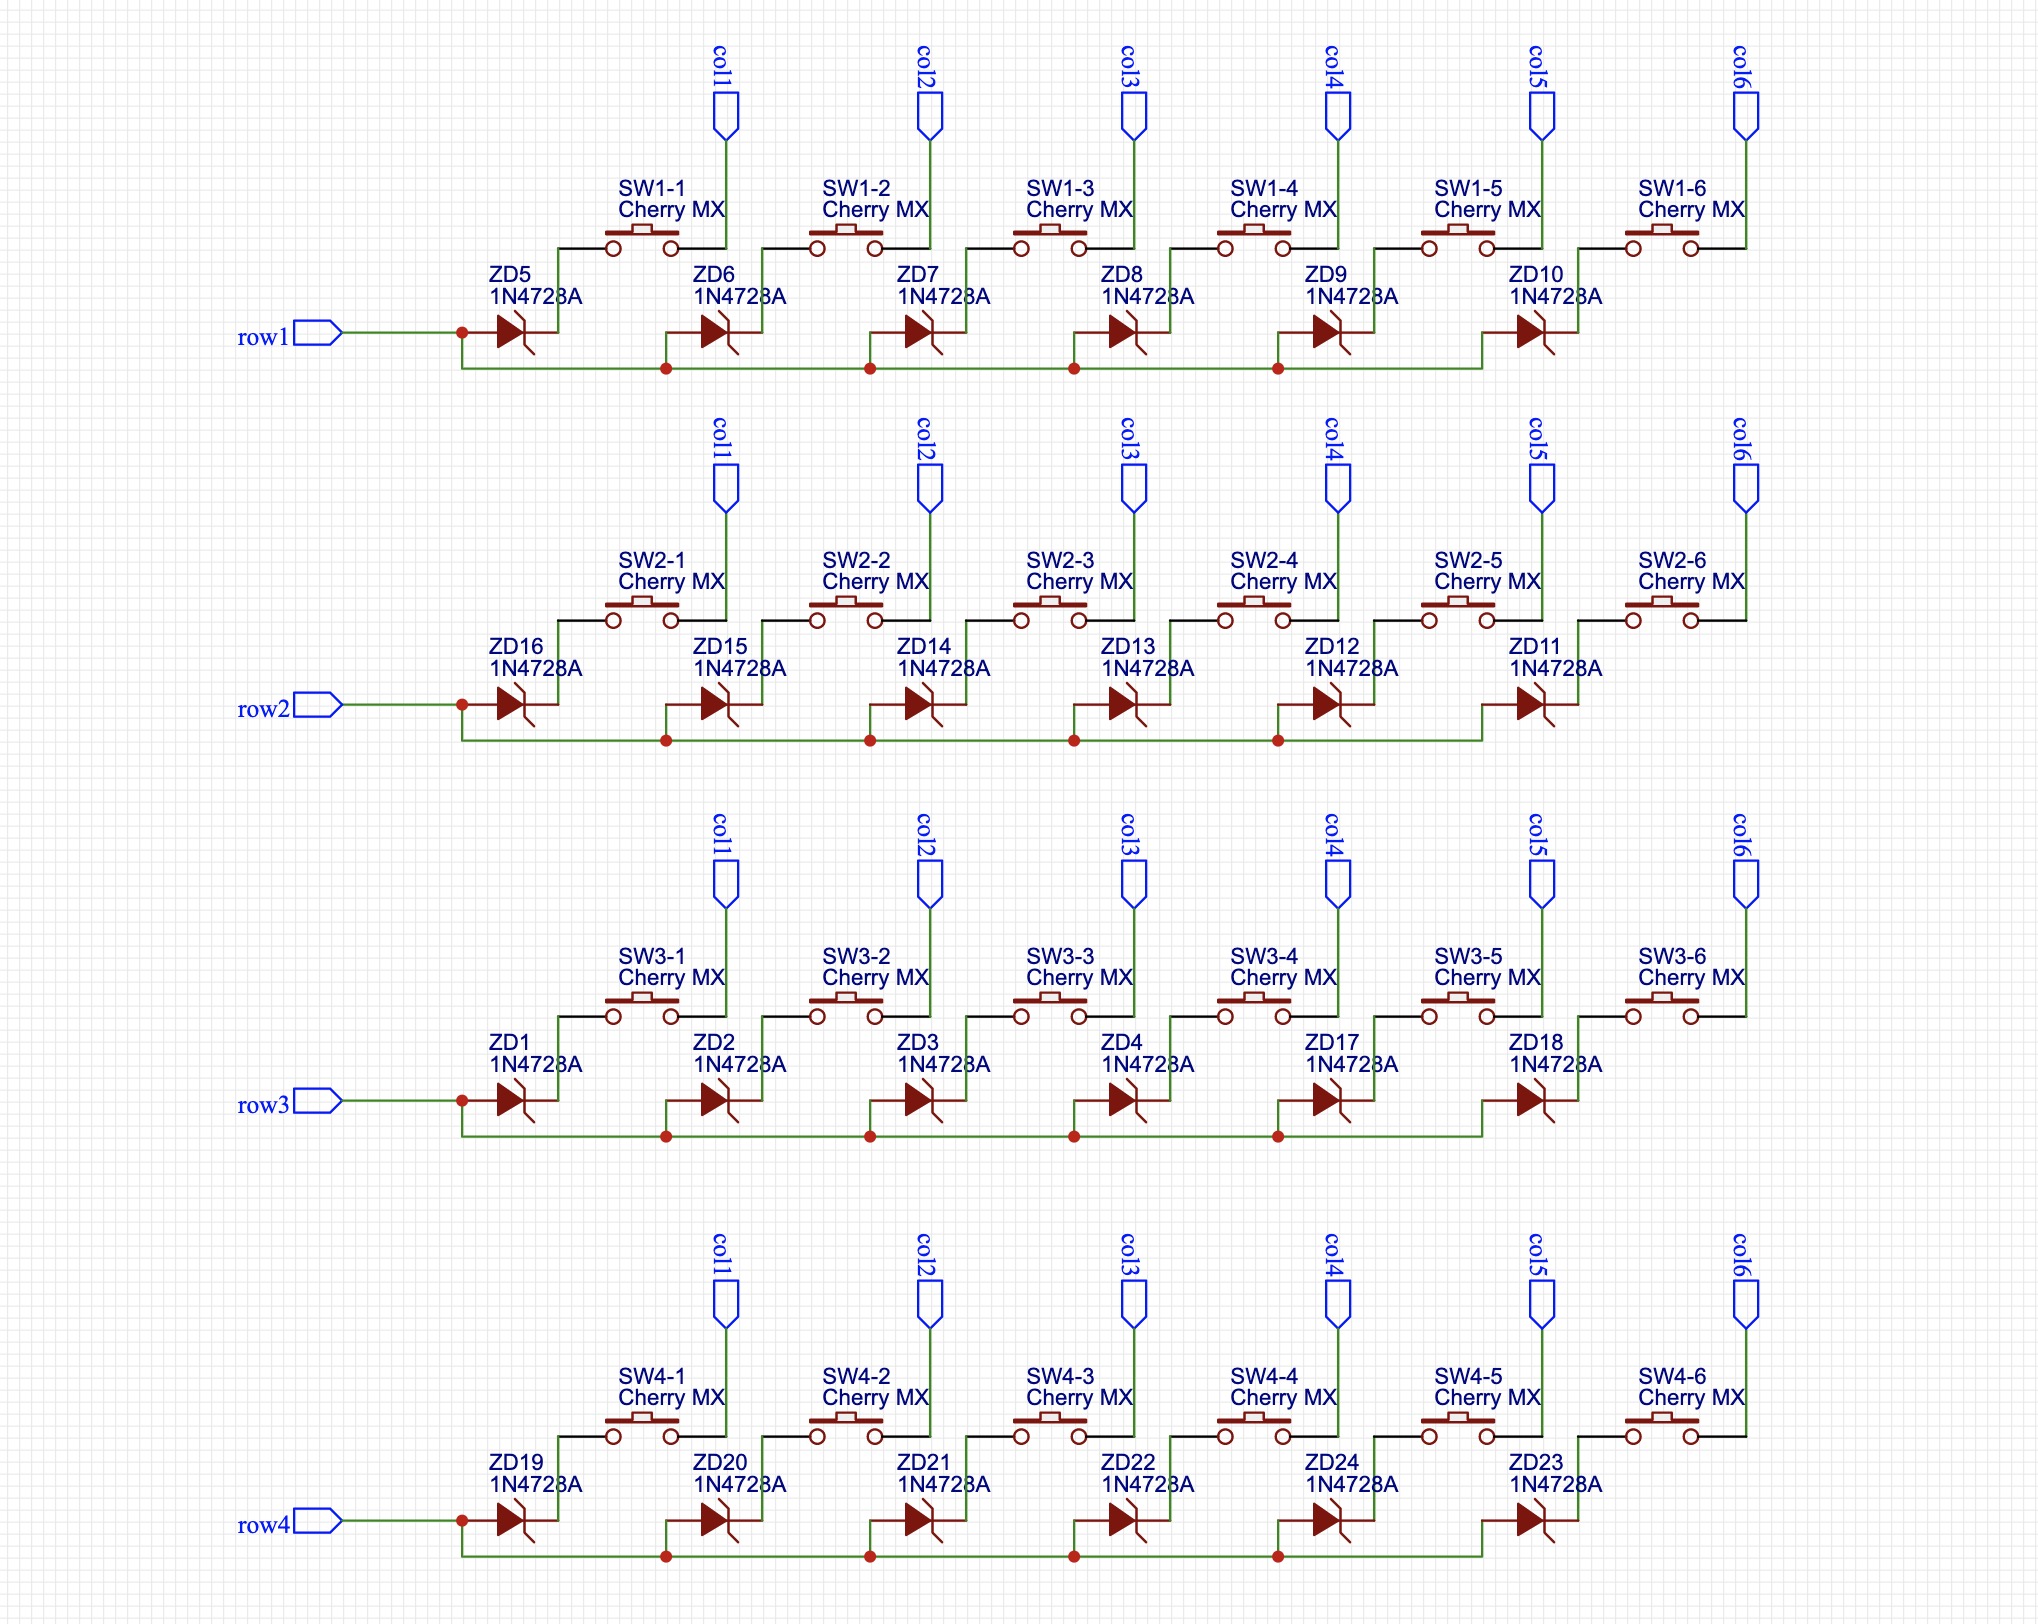 col1 col2 col3 col4 col5 col6
SW1-1 SW1-2 SW1-3 SW1-4 SW1-5 SW1-6
Cherry MX Cherry MX Cherry MX Cherry MX Cherry MX Cherry MX
ZD5 ZD6 ZD7 ZD8 ZD9 ZD10
1N4728A 1N4728A 1N4728A 1N4728A 1N4728A 1N4728A
row1
col1 col2 col3 col4 col5 col6
SW2-1 SW2-2 SW2-3 SW2-4 SW2-5 SW2-6
Cherry MX Cherry MX Cherry MX Cherry MX Cherry MX Cherry MX
ZD16 ZD15 ZD14 ZD13 ZD12 ZD11
1N4728A 1N4728A 1N4728A 1N4728A 1N4728A 1N4728A
row2
col1 col2 col3 col4 col5 col6
SW3-1 SW3-2 SW3-3 SW3-4 SW3-5 SW3-6
Cherry MX Cherry MX Cherry MX Cherry MX Cherry MX Cherry MX
ZD1 ZD2 ZD3 ZD4 ZD17 ZD18
1N4728A 1N4728A 1N4728A 1N4728A 1N4728A 1N4728A
row3
col1 col2 col3 col4 col5 col6
SW4-1 SW4-2 SW4-3 SW4-4 SW4-5 SW4-6
Cherry MX Cherry MX Cherry MX Cherry MX Cherry MX Cherry MX
ZD19 ZD20 ZD21 ZD22 ZD24 ZD23
1N4728A 1N4728A 1N4728A 1N4728A 1N4728A 1N4728A
row4